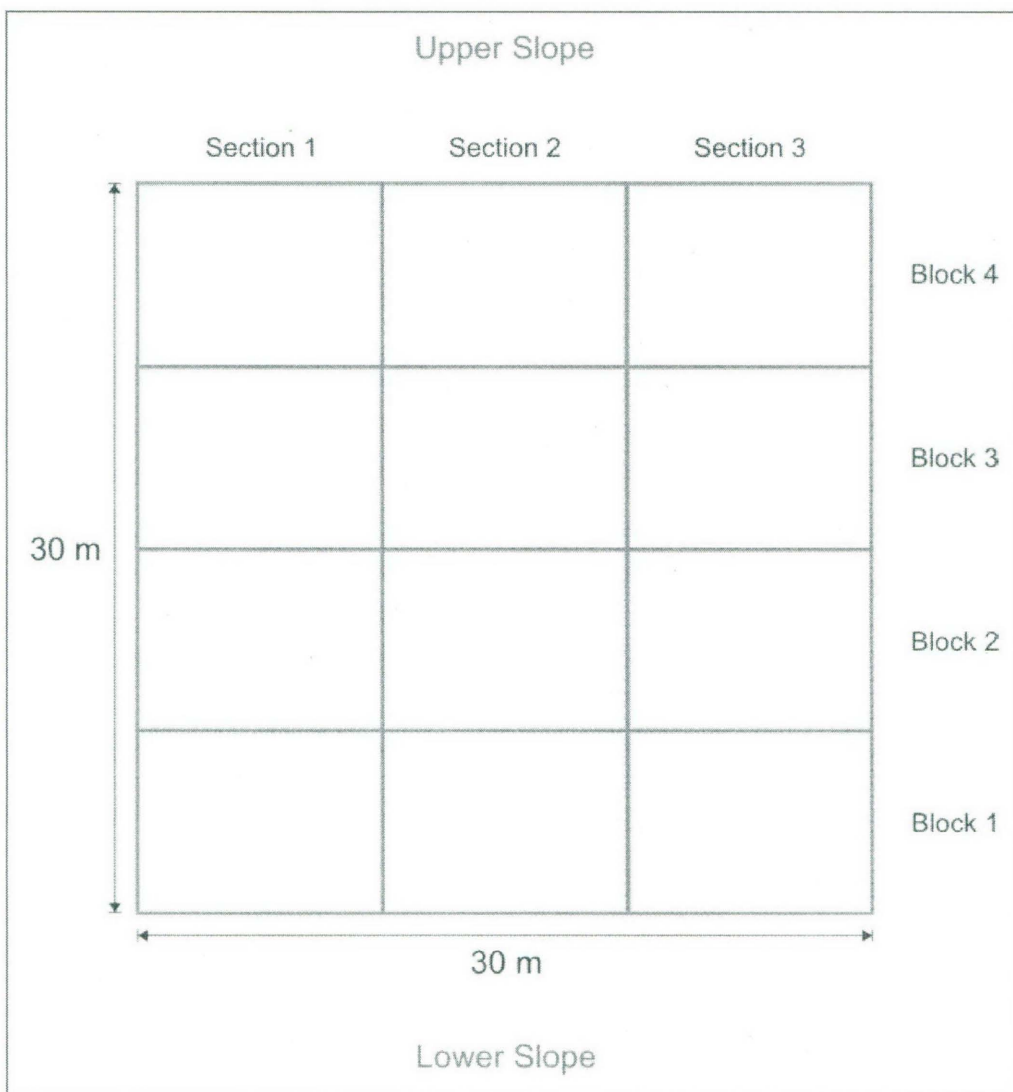 Upper Slope
Section 1 Section 2 Section 3
Block 4
Block 3
30 m
Block 2
Block 1
30 m
Lower Slope